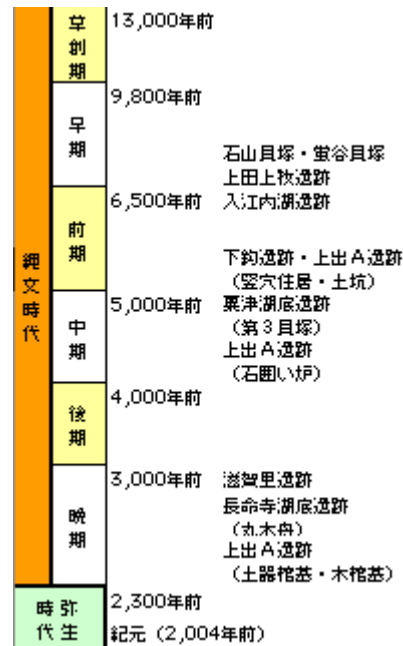 縄文時代
草創期
13,000年前
早期
9,800年前
石山貝塚・蛍谷貝塚
上田上牧遺跡
前期
6,500年前 入江内湖遺跡
下鈎遺跡・上出A遺跡
(竪穴住居・土坑)
中期
5,000年前 粟津湖底遺跡
(第3貝塚)
上出A遺跡
(石囲い炉)
後期
4,000年前
晩期
3,000年前 滋賀里遺跡
長命寺湖底遺跡
(丸木舟)
上出A遺跡
(土器棺墓・木棺墓)
弥生時代
2,300年前
紀元(2,004年前)